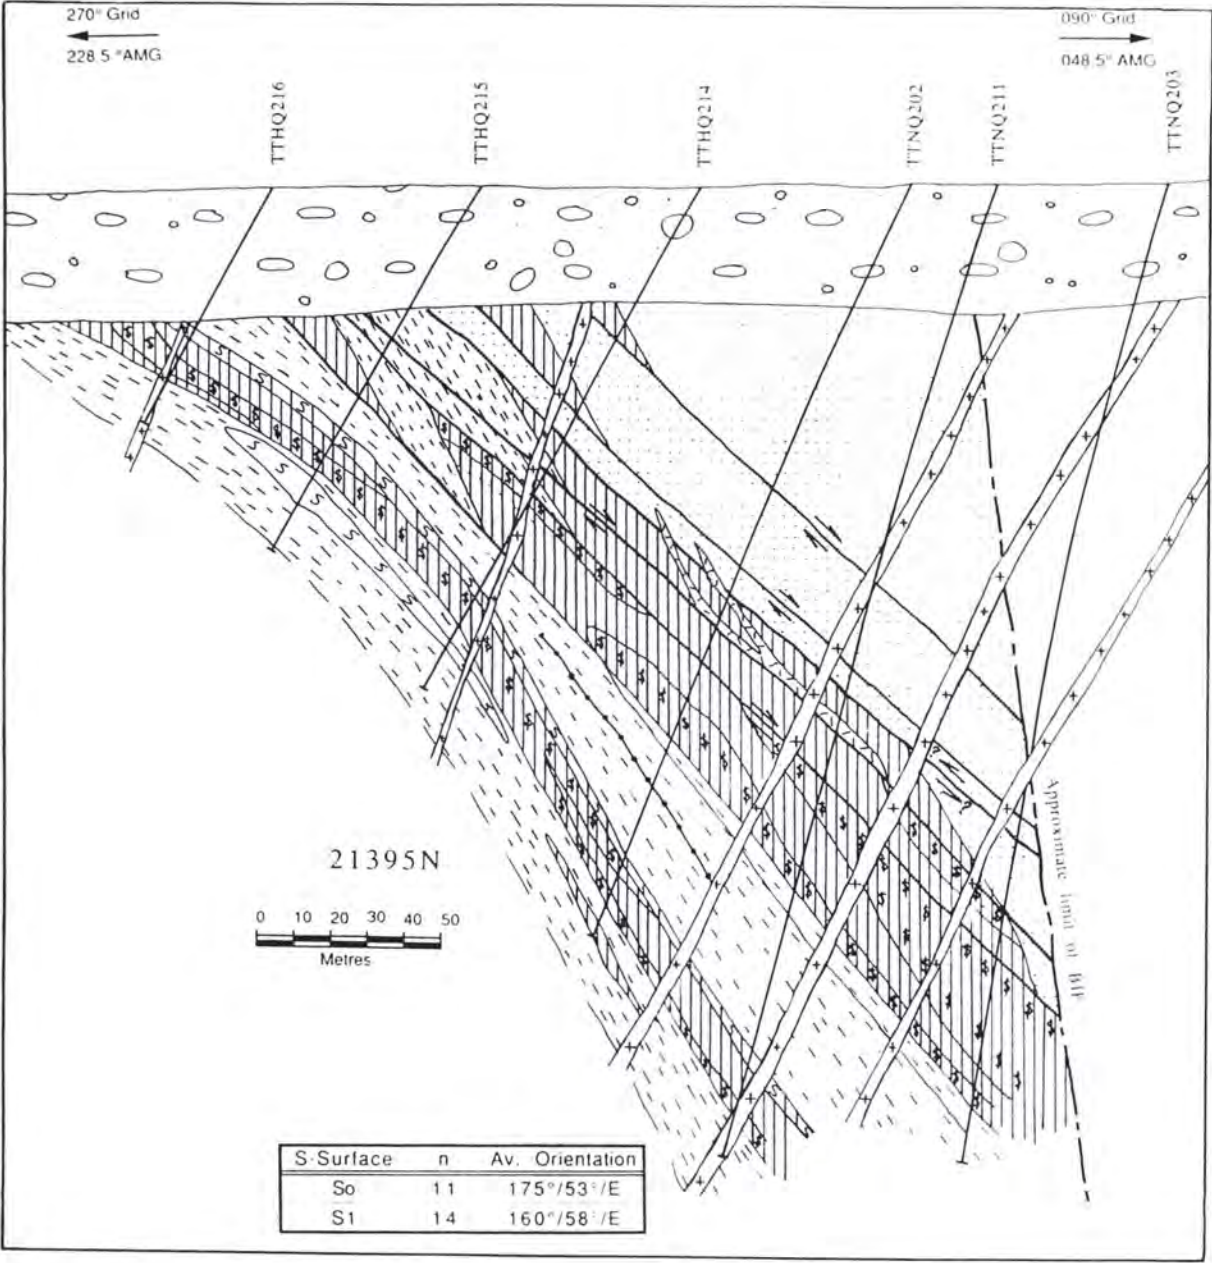 270° Grid
228.5 °AMG
090° Grid
048.5° AMG
TTHQ216
TTHQ215
TTHQ214
TTNQ202
TTNQ211
TTNQ203
Approximate limit of BIF
21395N
0 10 20 30 40 50
Metres
S-Surface n Av. Orientation
So 11 175°/53°/E
S1 14 160°/58°/E